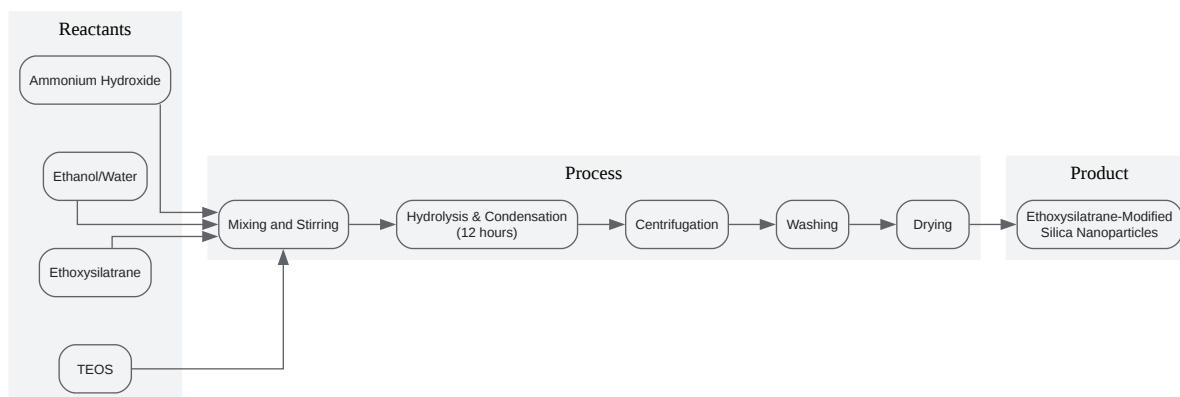 Reactants
Ammonium Hydroxide
Ethanol/Water
Ethoxysilatrane
TEOS
Process
Mixing and Stirring
Hydrolysis & Condensation
(12 hours)
Centrifugation
Washing
Drying
Product
Ethoxysilatrane-Modified
Silica Nanoparticles